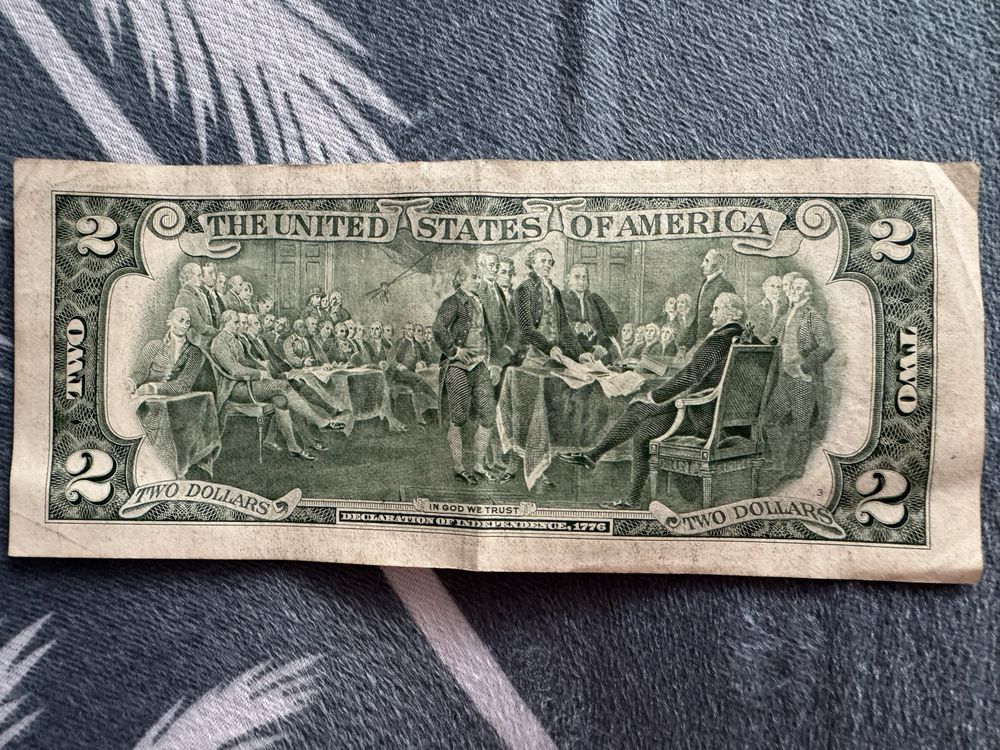 2 THE UNITED STATES OF AMERICA 2
TWO TWO
2 TWO DOLLARS IN GOD WE TRUST TWO DOLLARS 2
DECLARATION OF INDEPENDENCE, 1776
3